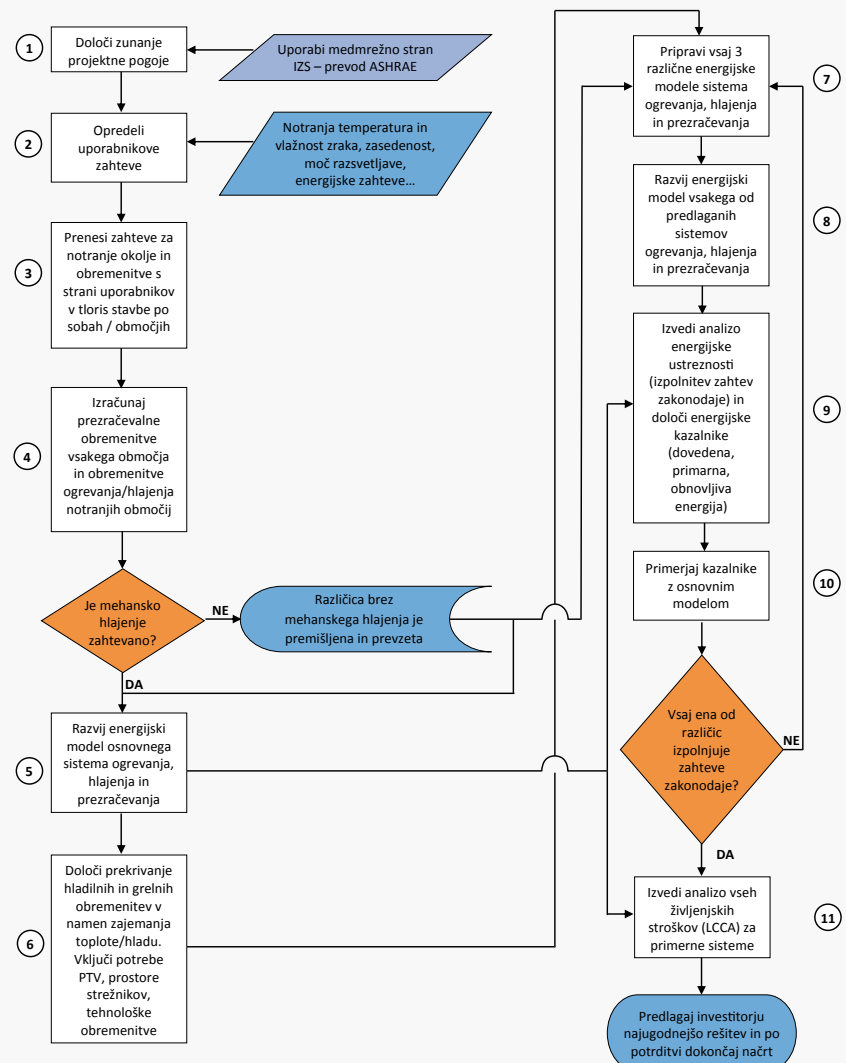 1
Določi zunanje
projektne pogoje
Uporabi medmrežno stran
IZS – prevod ASHRAE
2
Opredeli
uporabnikove
zahteve
Notranja temperatura in
vlažnost zraka, zasedenost,
moč razsvetljave,
energijske zahteve...
3
Prenesi zahteve za
notranje okolje in
obremenitve s
strani uporabnikov
v tloris stavbe po
sobah / območjih
4
Izračunaj
prezračevalne
obremenitve
vsakega območja
in obremenitve
ogrevanja/hlajenja
notranjih območij
Je mehansko
hlajenje
zahtevano?
NE
Različica brez
mehanskega hlajenja je
premišljena in prevzeta
DA
5
Razvij energijski
model osnovnega
sistema ogrevanja,
hlajenja in
prezračevanja
6
Določi prekrivanje
hladilnih in grelnih
obremenitev v
namen zajemanja
toplote/hladu.
Vključi potrebe
PTV, prostore
strežnikov,
tehnološke
obremenitve
Pripravi vsaj 3
različne energijske
modele sistema
ogrevanja, hlajenja
in prezračevanja
7
Razvij energijski
model vsakega od
predlaganih
sistemov
ogrevanja, hlajenja
in prezračevanja
8
Izvedi analizo
energijske
ustreznosti
(izpolnitev zahtev
zakonodaje) in
določi energijske
kazalnike
(dovedena,
primarna,
obnovljiva
energija)
9
Primerjaj kazalnike
z osnovnim
modelom
10
Vsaj ena od
različic
izpolnjuje
zahteve
zakonodaje?
NE
DA
Izvedi analizo vseh
življenjskih
stroškov (LCCA) za
primerne sisteme
11
Predlagaj investitorju
najugodnejšo rešitev in po
potrditvi dokončaj načrt